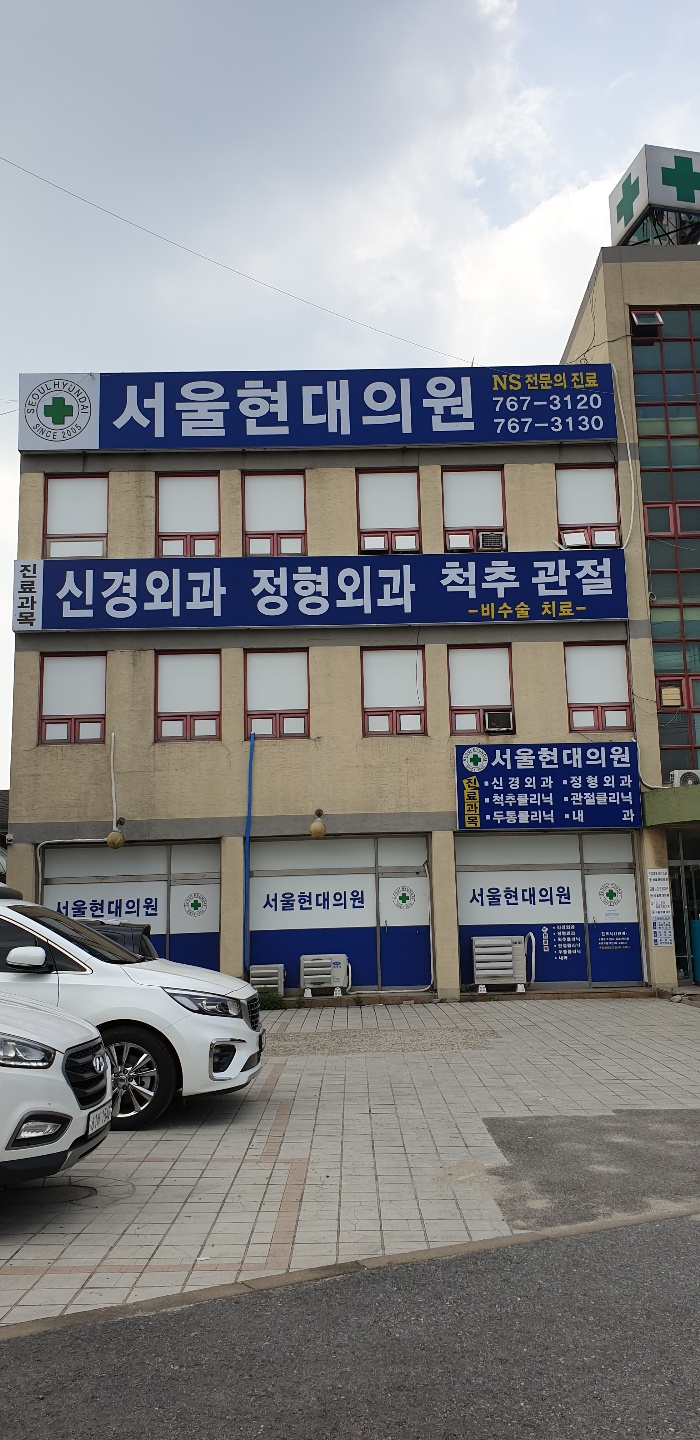 SEOUL HYUNDAI
SINCE 2005
서울현대의원
NS 전문의 진료
767-3120
767-3130
진료과목
신경외과 정형외과 척추 관절
-비수술 치료-
서울현대의원
진료과목
▪신경외과 ▪정형외과
▪척추클리닉 ▪관절클리닉
▪두통클리닉 ▪내 과
서울현대의원
서울현대의원
서울현대의원